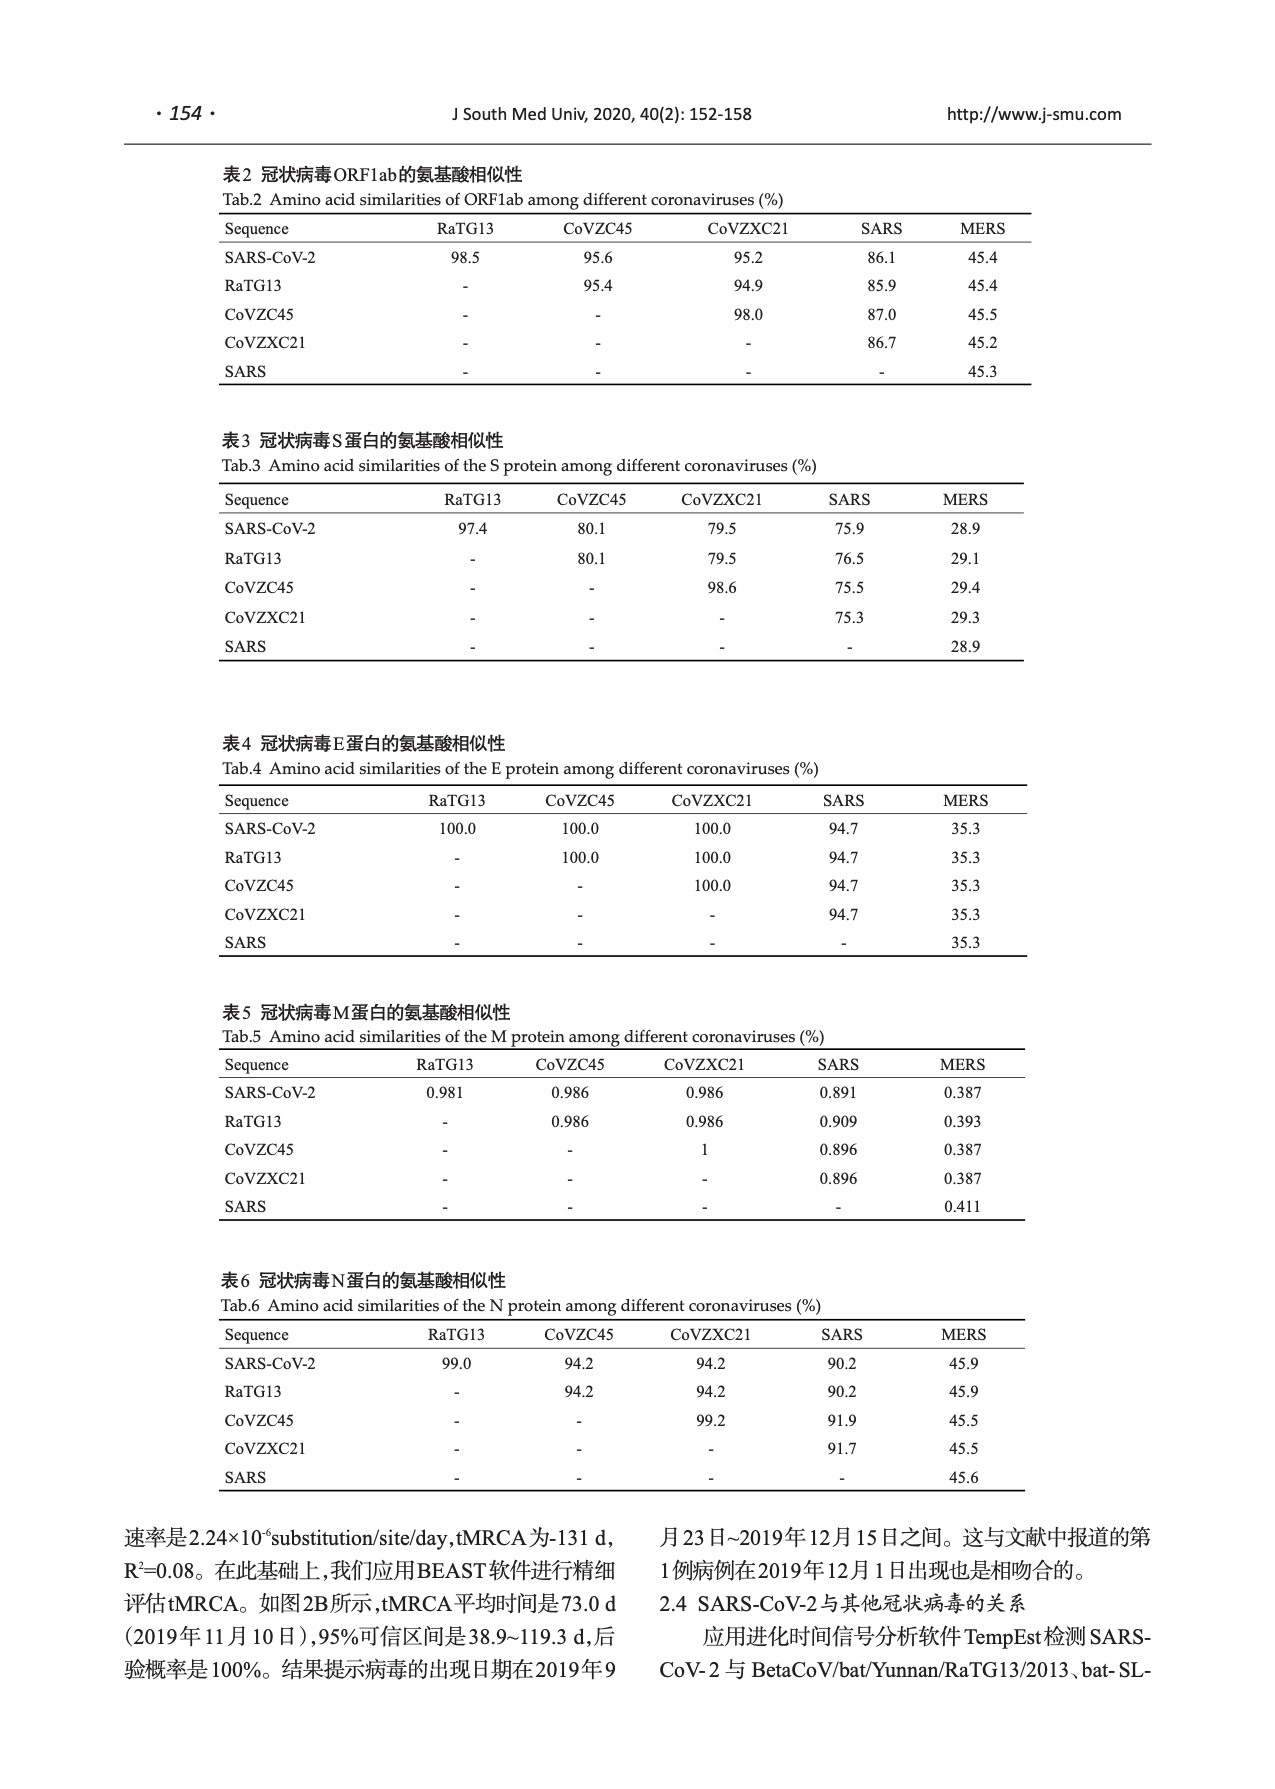 · 154 · J South Med Univ, 2020, 40(2): 152-158 http://www.j-smu.com
表2 冠状病毒ORF1ab的氨基酸相似性
Tab.2 Amino acid similarities of ORF1ab among different coronaviruses (%)
Sequence RaTG13 CoVZC45 CoVZXC21 SARS MERS
SARS-CoV-2 98.5 95.6 95.2 86.1 45.4
RaTG13 - 95.4 94.9 85.9 45.4
CoVZC45 - - 98.0 87.0 45.5
CoVZXC21 - - - 86.7 45.2
SARS - - - - 45.3
表3 冠状病毒S蛋白的氨基酸相似性
Tab.3 Amino acid similarities of the S protein among different coronaviruses (%)
Sequence RaTG13 CoVZC45 CoVZXC21 SARS MERS
SARS-CoV-2 97.4 80.1 79.5 75.9 28.9
RaTG13 - 80.1 79.5 76.5 29.1
CoVZC45 - - 98.6 75.5 29.4
CoVZXC21 - - - 75.3 29.3
SARS - - - - 28.9
表4 冠状病毒E蛋白的氨基酸相似性
Tab.4 Amino acid similarities of the E protein among different coronaviruses (%)
Sequence RaTG13 CoVZC45 CoVZXC21 SARS MERS
SARS-CoV-2 100.0 100.0 100.0 94.7 35.3
RaTG13 - 100.0 100.0 94.7 35.3
CoVZC45 - - 100.0 94.7 35.3
CoVZXC21 - - - 94.7 35.3
SARS - - - - 35.3
表5 冠状病毒M蛋白的氨基酸相似性
Tab.5 Amino acid similarities of the M protein among different coronaviruses (%)
Sequence RaTG13 CoVZC45 CoVZXC21 SARS MERS
SARS-CoV-2 0.981 0.986 0.986 0.891 0.387
RaTG13 - 0.986 0.986 0.909 0.393
CoVZC45 - - 1 0.896 0.387
CoVZXC21 - - - 0.896 0.387
SARS - - - - 0.411
表6 冠状病毒N蛋白的氨基酸相似性
Tab.6 Amino acid similarities of the N protein among different coronaviruses (%)
Sequence RaTG13 CoVZC45 CoVZXC21 SARS MERS
SARS-CoV-2 99.0 94.2 94.2 90.2 45.9
RaTG13 - 94.2 94.2 90.2 45.9
CoVZC45 - - 99.2 91.9 45.5
CoVZXC21 - - - 91.7 45.5
SARS - - - - 45.6
速率是2.24×10⁻⁶substitution/site/day,tMRCA为-131 d,
R²=0.08。在此基础上,我们应用BEAST软件进行精细
评估tMRCA。如图2B所示,tMRCA平均时间是73.0 d
(2019年11月10日),95%可信区间是38.9~119.3 d,后
验概率是100%。结果提示病毒的出现日期在2019年9
月23日~2019年12月15日之间。这与文献中报道的第
1例病例在2019年12月1日出现也是相吻合的。
2.4 SARS-CoV-2与其他冠状病毒的关系
应用进化时间信号分析软件TempEst检测SARS-
CoV-2 与 BetaCoV/bat/Yunnan/RaTG13/2013、bat-SL-